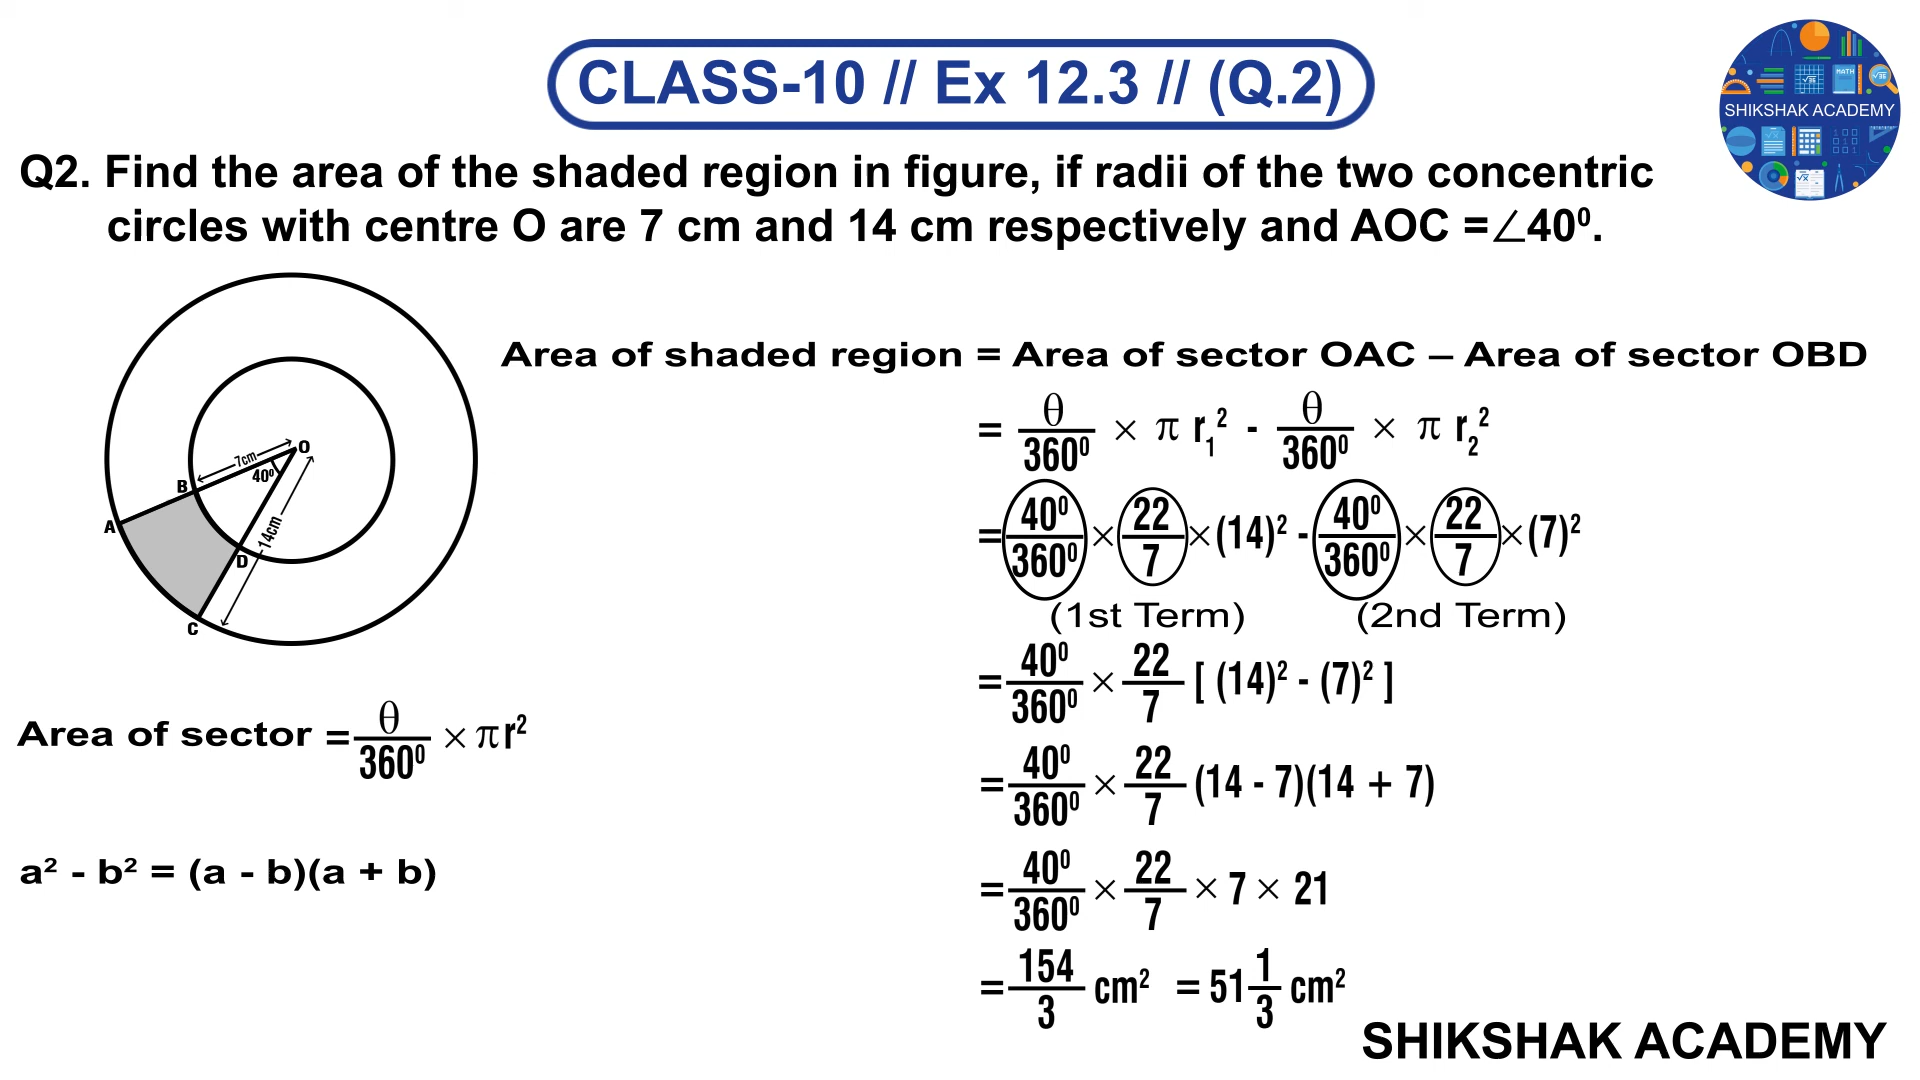 CLASS-10 // Ex 12.3 // (Q.2)
SHIKSHAK ACADEMY
Q2. Find the area of the shaded region in figure, if radii of the two concentric
circles with centre O are 7 cm and 14 cm respectively and AOC =∠40⁰.
O
7cm
40⁰
B
A
14cm
D
C
Area of sector = θ/360⁰ × π r²
a² - b² = (a - b)(a + b)
Area of shaded region = Area of sector OAC – Area of sector OBD
= θ/360⁰ × π r₁² - θ/360⁰ × π r₂²
= 40⁰/360⁰ × 22/7 × (14)² - 40⁰/360⁰ × 22/7 × (7)²
(1st Term) (2nd Term)
= 40⁰/360⁰ × 22/7 [ (14)² - (7)² ]
= 40⁰/360⁰ × 22/7 (14 - 7)(14 + 7)
= 40⁰/360⁰ × 22/7 × 7 × 21
= 154/3 cm² = 51 1/3 cm²
SHIKSHAK ACADEMY